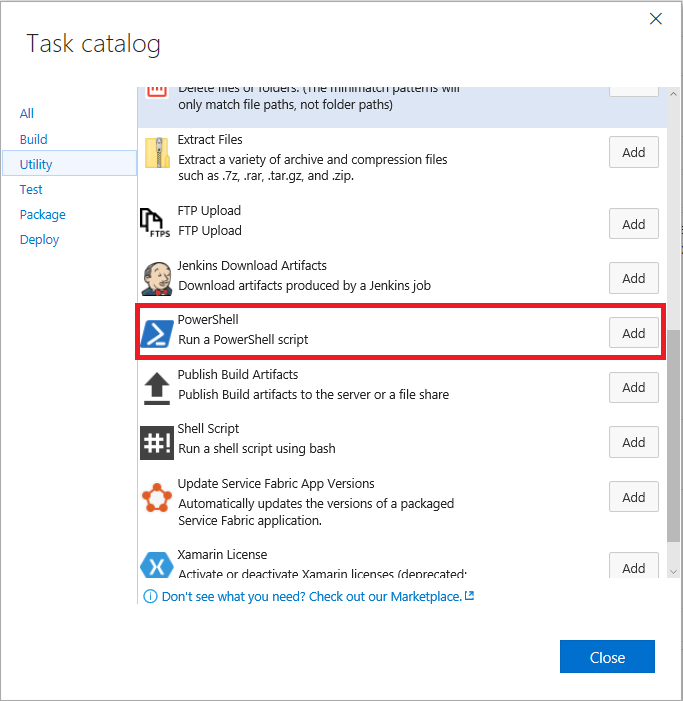 Task catalog
All
Build
Utility
Test
Package
Deploy
Delete files or folders. (The minimatch patterns will
only match file paths, not folder paths)
Extract Files
Extract a variety of archive and compression files
such as .7z, .rar, .tar.gz, and .zip.
Add
FTPS
FTP Upload
FTP Upload
Add
Jenkins Download Artifacts
Download artifacts produced by a Jenkins job
Add
PowerShell
Run a PowerShell script
Add
Publish Build Artifacts
Publish Build artifacts to the server or a file share
Add
#!
Shell Script
Run a shell script using bash
Add
Update Service Fabric App Versions
Automatically updates the versions of a packaged
Service Fabric application.
Add
Xamarin License
Activate or deactivate Xamarin licenses (deprecated;
Add
Don't see what you need? Check out our Marketplace.
Close